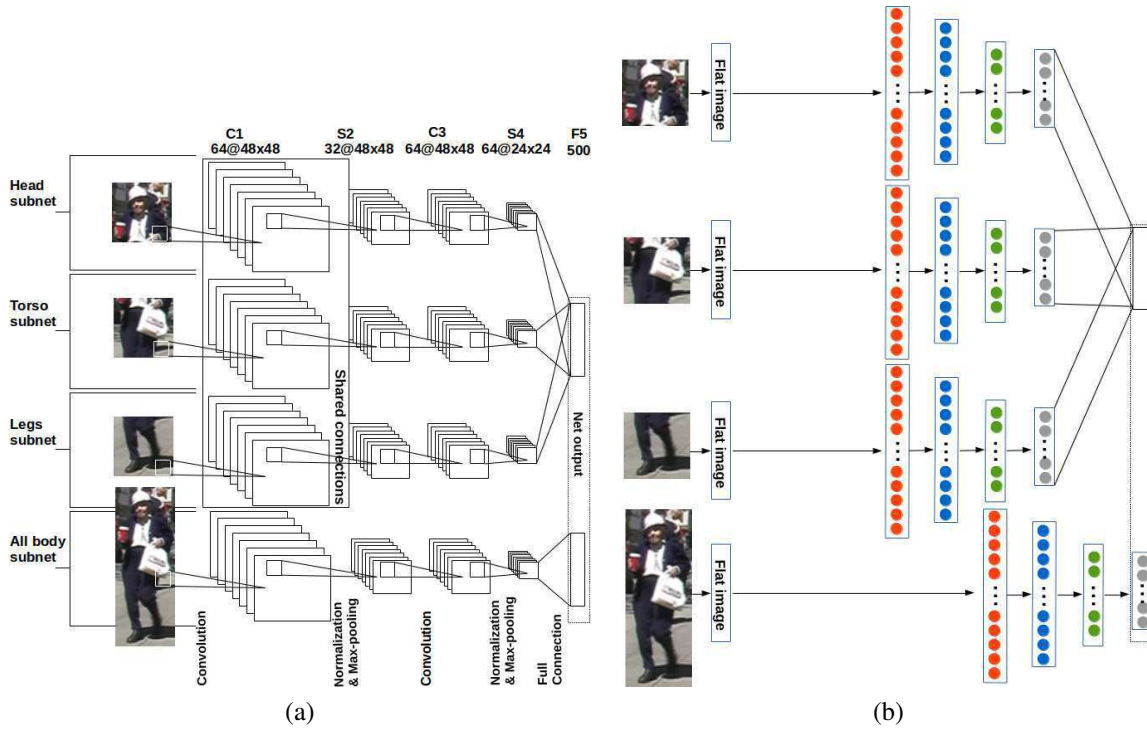 C1
64@48x48
S2
32@48x48
C3
64@48x48
S4
64@24x24
F5
500
Head
subnet
Torso
subnet
Legs
subnet
All body
subnet
Shared connections
Net output
Convolution
Normalization
& Max-pooling
Convolution
Normalization
& Max-pooling
Full
Connection
(a)
Flat image
Flat image
Flat image
Flat image
(b)